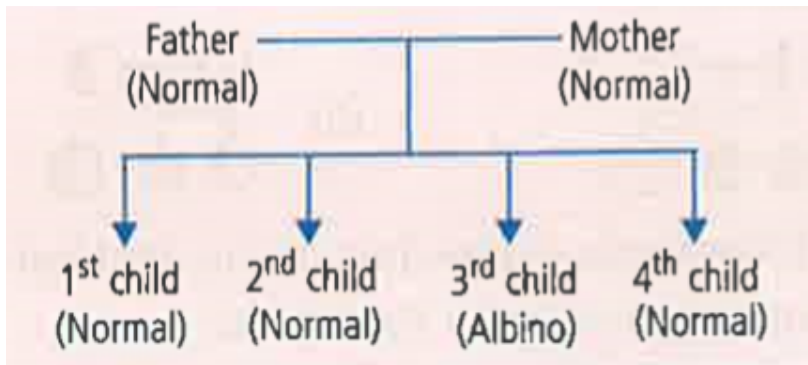 Father Mother
(Normal) (Normal)
1st child 2nd child 3rd child 4th child
(Normal) (Normal) (Albino) (Normal)